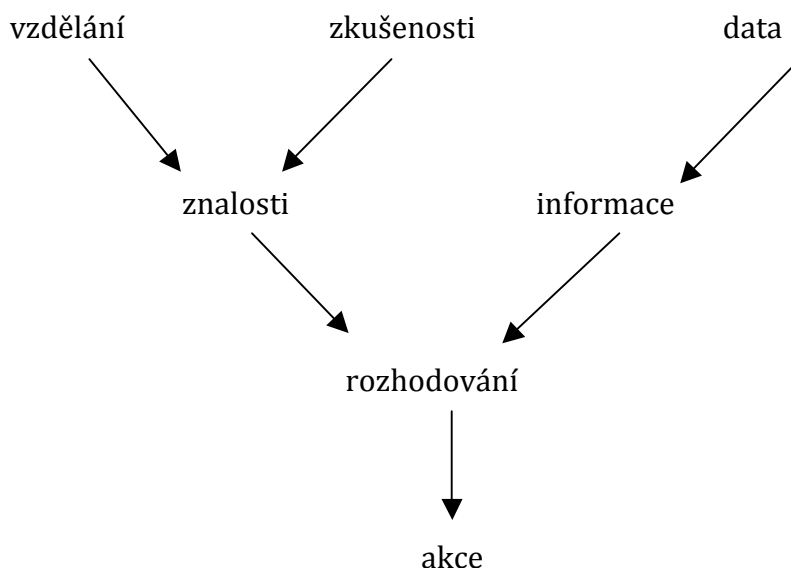 vzdělání zkušenosti data
znalosti informace
rozhodování
akce